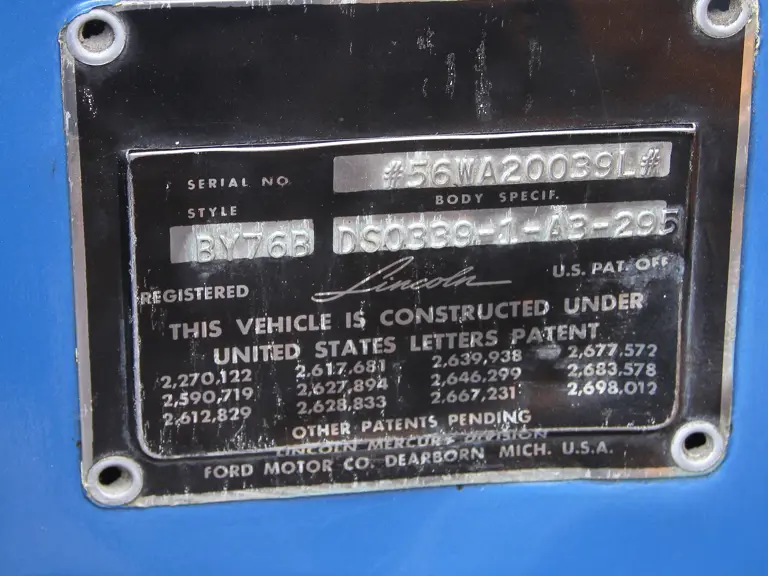 SERIAL NO. #56WA20039L#
STYLE BODY SPECIF.
BY76B DS0339-1-A3-295
REGISTERED Lincoln U.S. PAT. OFF.
THIS VEHICLE IS CONSTRUCTED UNDER
UNITED STATES LETTERS PATENT
2,270,122 2,617,681 2,639,938 2,677,572
2,590,719 2,627,894 2,646,299 2,683,578
2,612,829 2,628,833 2,667,231 2,698,012
OTHER PATENTS PENDING
LINCOLN MERCURY DIVISION
FORD MOTOR CO. DEARBORN MICH. U.S.A.